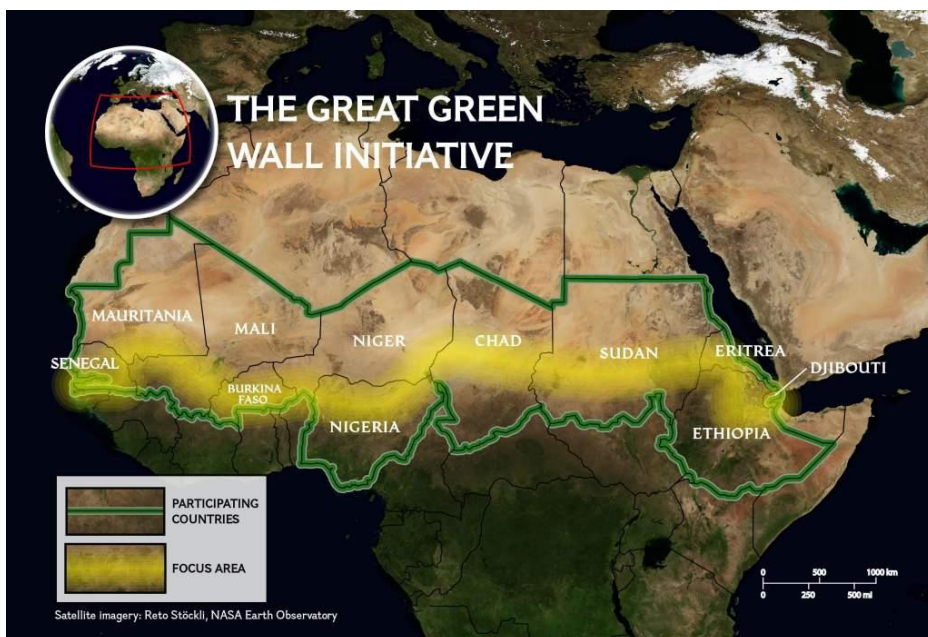 THE GREAT GREEN
WALL INITIATIVE
MAURITANIA
MALI
NIGER
CHAD
SUDAN
ERITREA
DJIBOUTI
SENEGAL
BURKINA
FASO
NIGERIA
ETHIOPIA
PARTICIPATING
COUNTRIES
FOCUS AREA
0 500 1000 km
0 250 500 mi
Satellite imagery: Reto Stöckli, NASA Earth Observatory